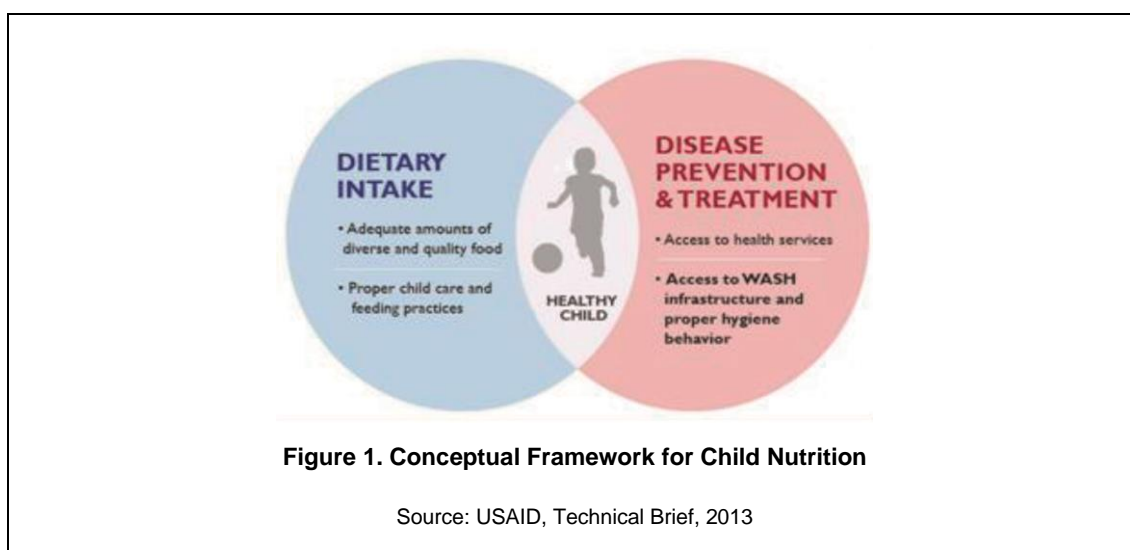 DIETARY
INTAKE
• Adequate amounts of
diverse and quality food
• Proper child care and
feeding practices
HEALTHY
CHILD
DISEASE
PREVENTION
& TREATMENT
• Access to health services
• Access to WASH
infrastructure and
proper hygiene
behavior
Figure 1. Conceptual Framework for Child Nutrition
Source: USAID, Technical Brief, 2013